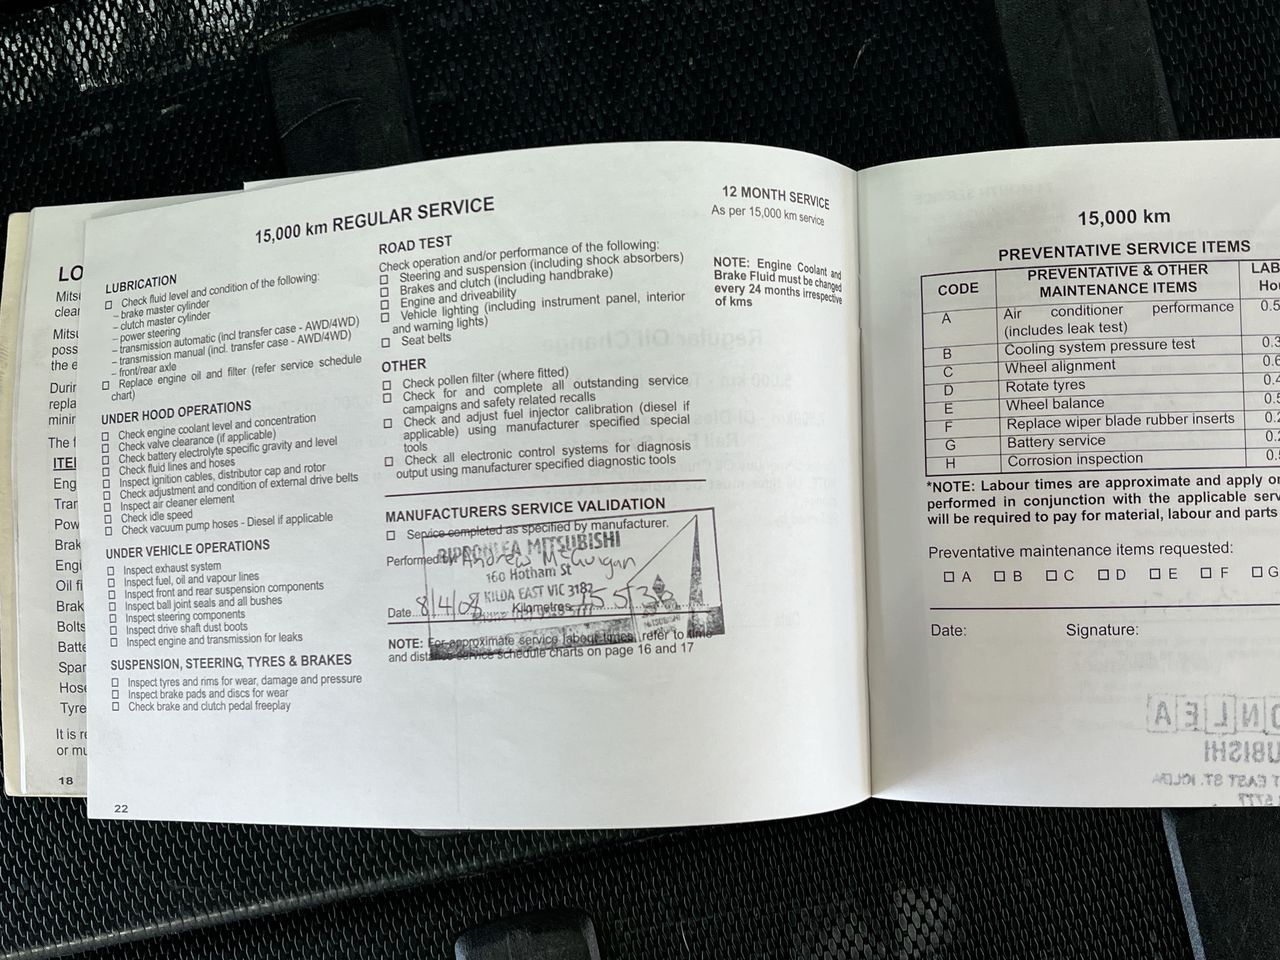 LO
Mitsi
clear
Mitsu
poss
the e
Durin
repla
minir
The f
ITEI
Eng
Tran
Pow
Brak
Engi
Oil fi
Brak
Bolts
Batte
Spar
Hose
Tyre
It is re
or mu
18
15,000 km REGULAR SERVICE
LUBRICATION
Check fluid level and condition of the following:
– brake master cylinder
– clutch master cylinder
– power steering
– transmission automatic (incl transfer case - AWD/4WD)
– transmission manual (incl. transfer case - AWD/4WD)
– front/rear axle
Replace engine oil and filter (refer service schedule
chart)
UNDER HOOD OPERATIONS
Check engine coolant level and concentration
Check valve clearance (if applicable)
Check battery electrolyte specific gravity and level
Check fluid lines and hoses
Inspect ignition cables, distributor cap and rotor
Check adjustment and condition of external drive belts
Inspect air cleaner element
Check idle speed
Check vacuum pump hoses - Diesel if applicable
UNDER VEHICLE OPERATIONS
Inspect exhaust system
Inspect fuel, oil and vapour lines
Inspect front and rear suspension components
Inspect ball joint seals and all bushes
Inspect steering components
Inspect drive shaft dust boots
Inspect engine and transmission for leaks
SUSPENSION, STEERING, TYRES & BRAKES
Inspect tyres and rims for wear, damage and pressure
Inspect brake pads and discs for wear
Check brake and clutch pedal freeplay
22
ROAD TEST
Check operation and/or performance of the following:
Steering and suspension (including shock absorbers)
Brakes and clutch (including handbrake)
Engine and driveability
Vehicle lighting (including instrument panel, interior
and warning lights)
Seat belts
OTHER
Check pollen filter (where fitted)
Check for and complete all outstanding service
campaigns and safety related recalls
Check and adjust fuel injector calibration (diesel if
applicable) using manufacturer specified special
tools
Check all electronic control systems for diagnosis
output using manufacturer specified diagnostic tools
MANUFACTURERS SERVICE VALIDATION
Service completed as specified by manufacturer.
RIPPONLEA MITSUBISHI
Performed by Andrew
160 Hotham St
KILDA EAST VIC 3182
Date 8/4/08 Kilometres
NOTE: For approximate service labour times, refer to time
and distance service schedule charts on page 16 and 17
12 MONTH SERVICE
As per 15,000 km service
NOTE: Engine Coolant and
Brake Fluid must be changed
every 24 months irrespective
of kms
15,000 km
PREVENTATIVE SERVICE ITEMS
CODE PREVENTATIVE & OTHER MAINTENANCE ITEMS LAB Hou
A Air conditioner performance (includes leak test) 0.5
B Cooling system pressure test 0.3
C Wheel alignment 0.6
D Rotate tyres 0.4
E Wheel balance 0.5
F Replace wiper blade rubber inserts 0.2
G Battery service 0.2
H Corrosion inspection 0.5
*NOTE: Labour times are approximate and apply on
performed in conjunction with the applicable serv
will be required to pay for material, labour and parts
Preventative maintenance items requested:
A B C D E F G
Date: Signature: